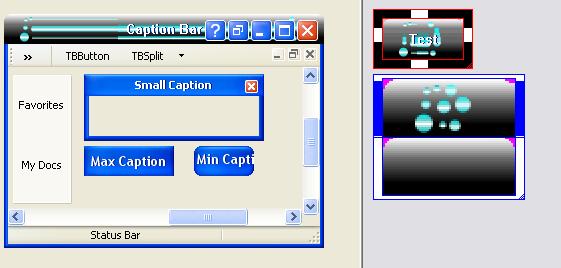 Caption Bar
»
TBButton
TBSplit
Small Caption
Favorites
Max Caption
Min Capti
My Docs
Status Bar
Test